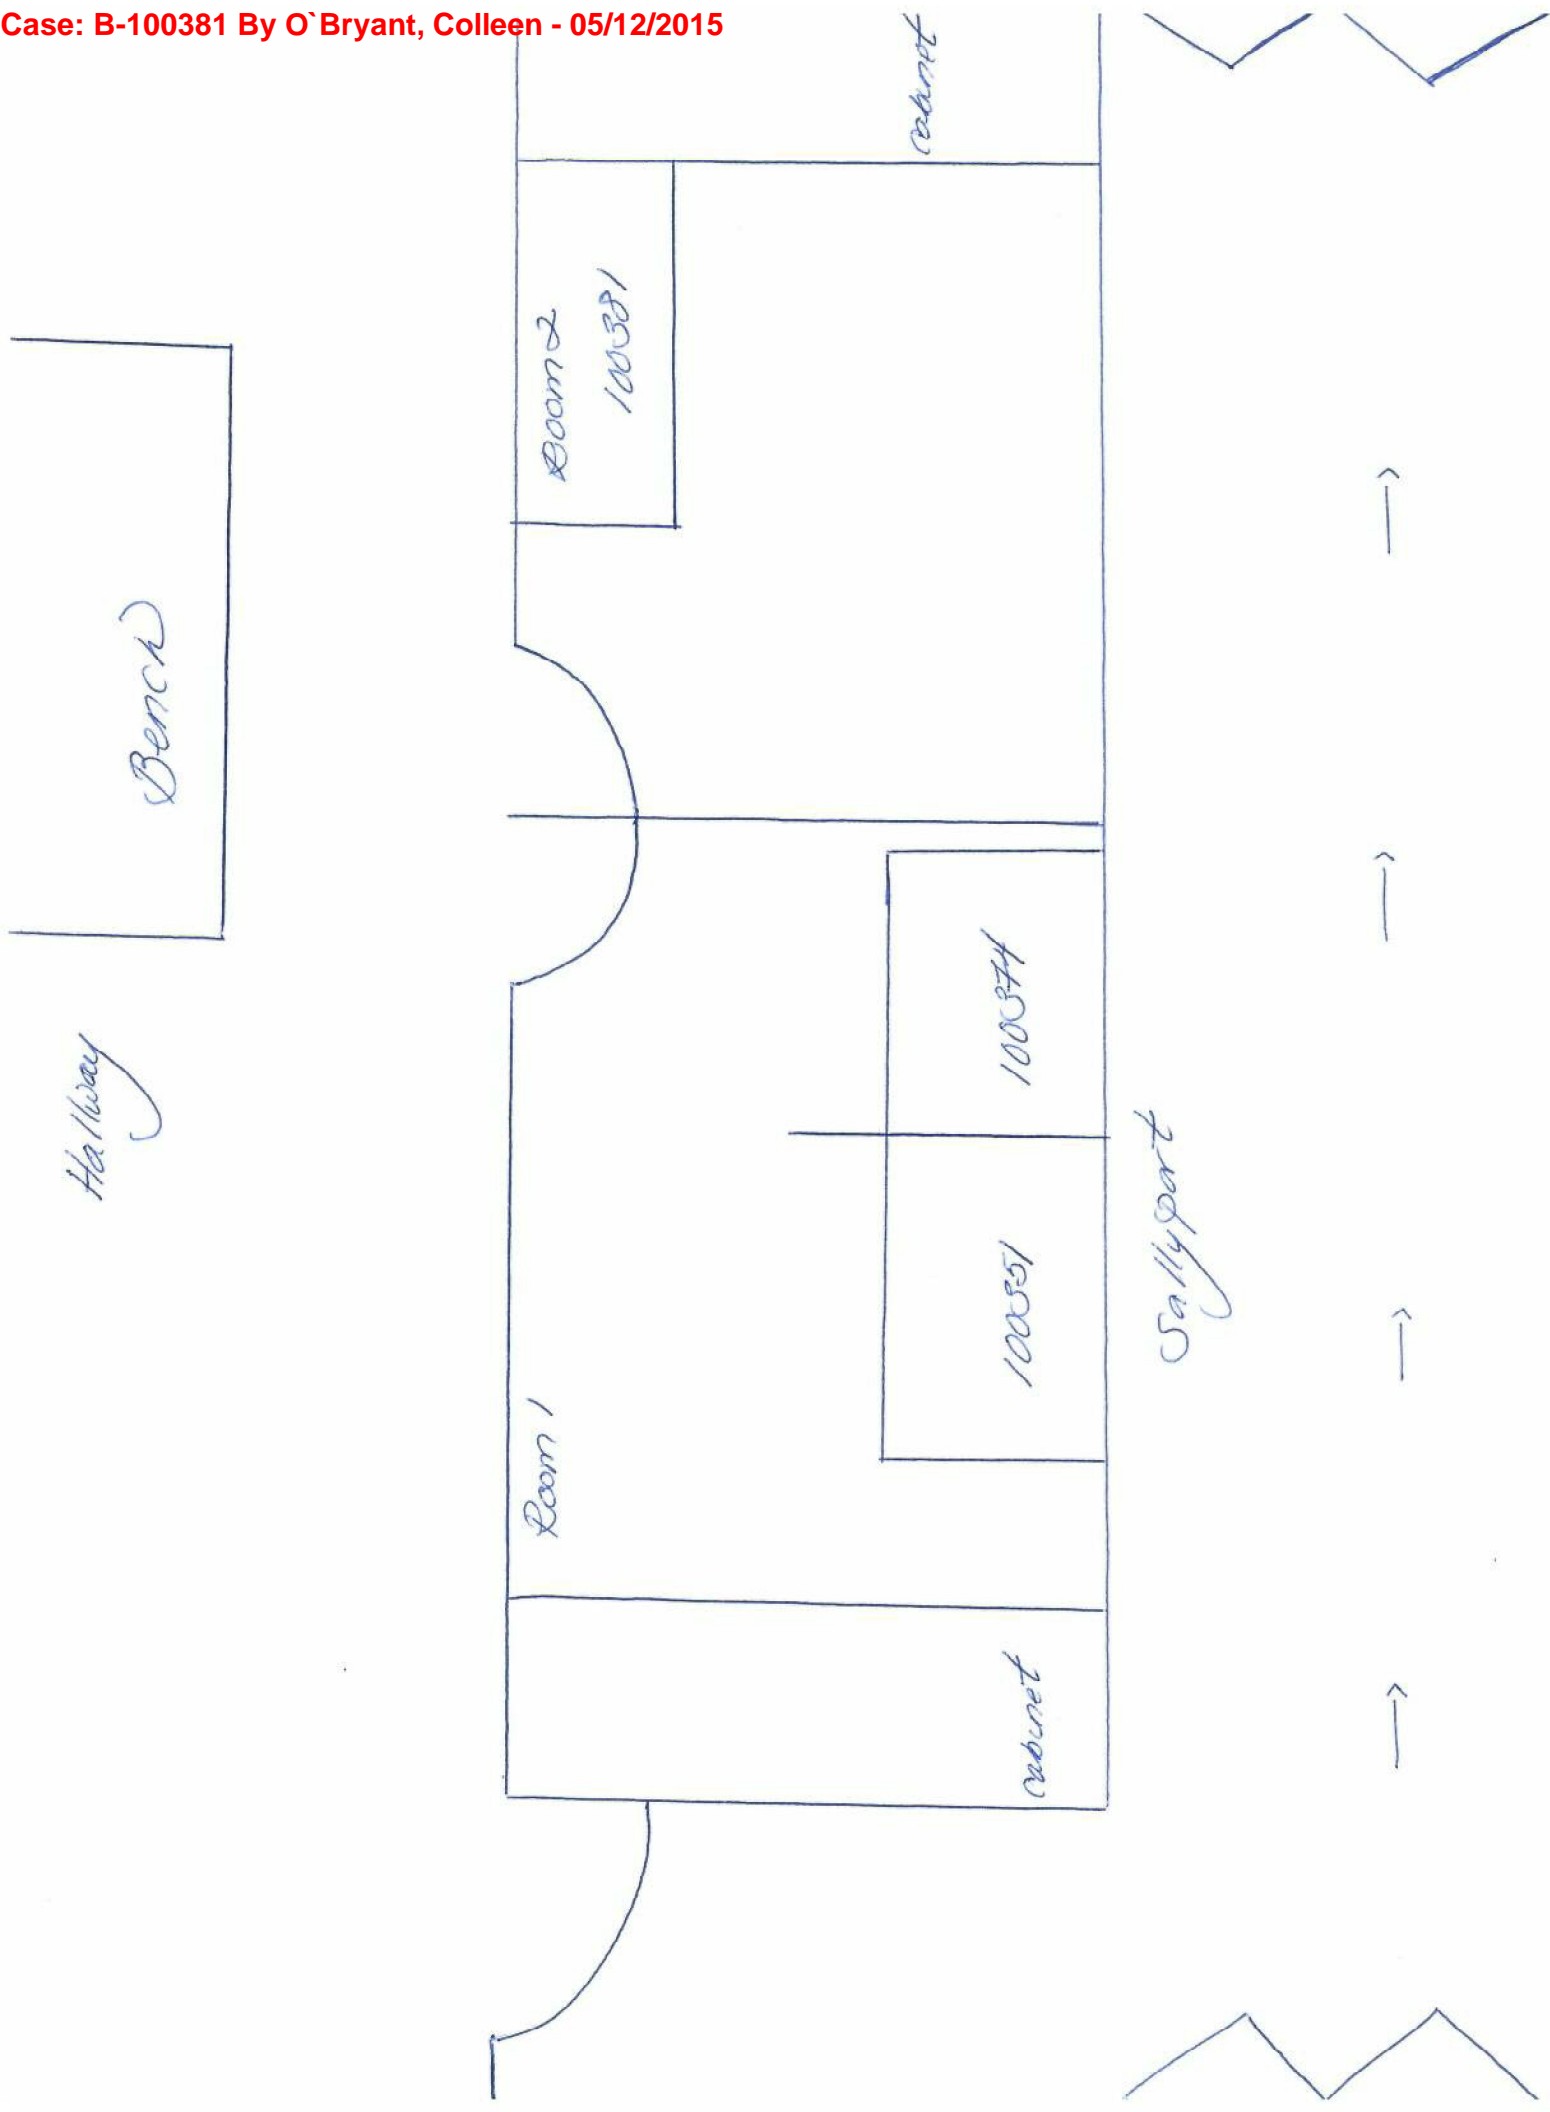 Case: B-100381 By O`Bryant, Colleen - 05/12/2015
Hallway
Bench
Room 1
Room 2
100381
100351
100374
cabinet
cabinet
Sallyport